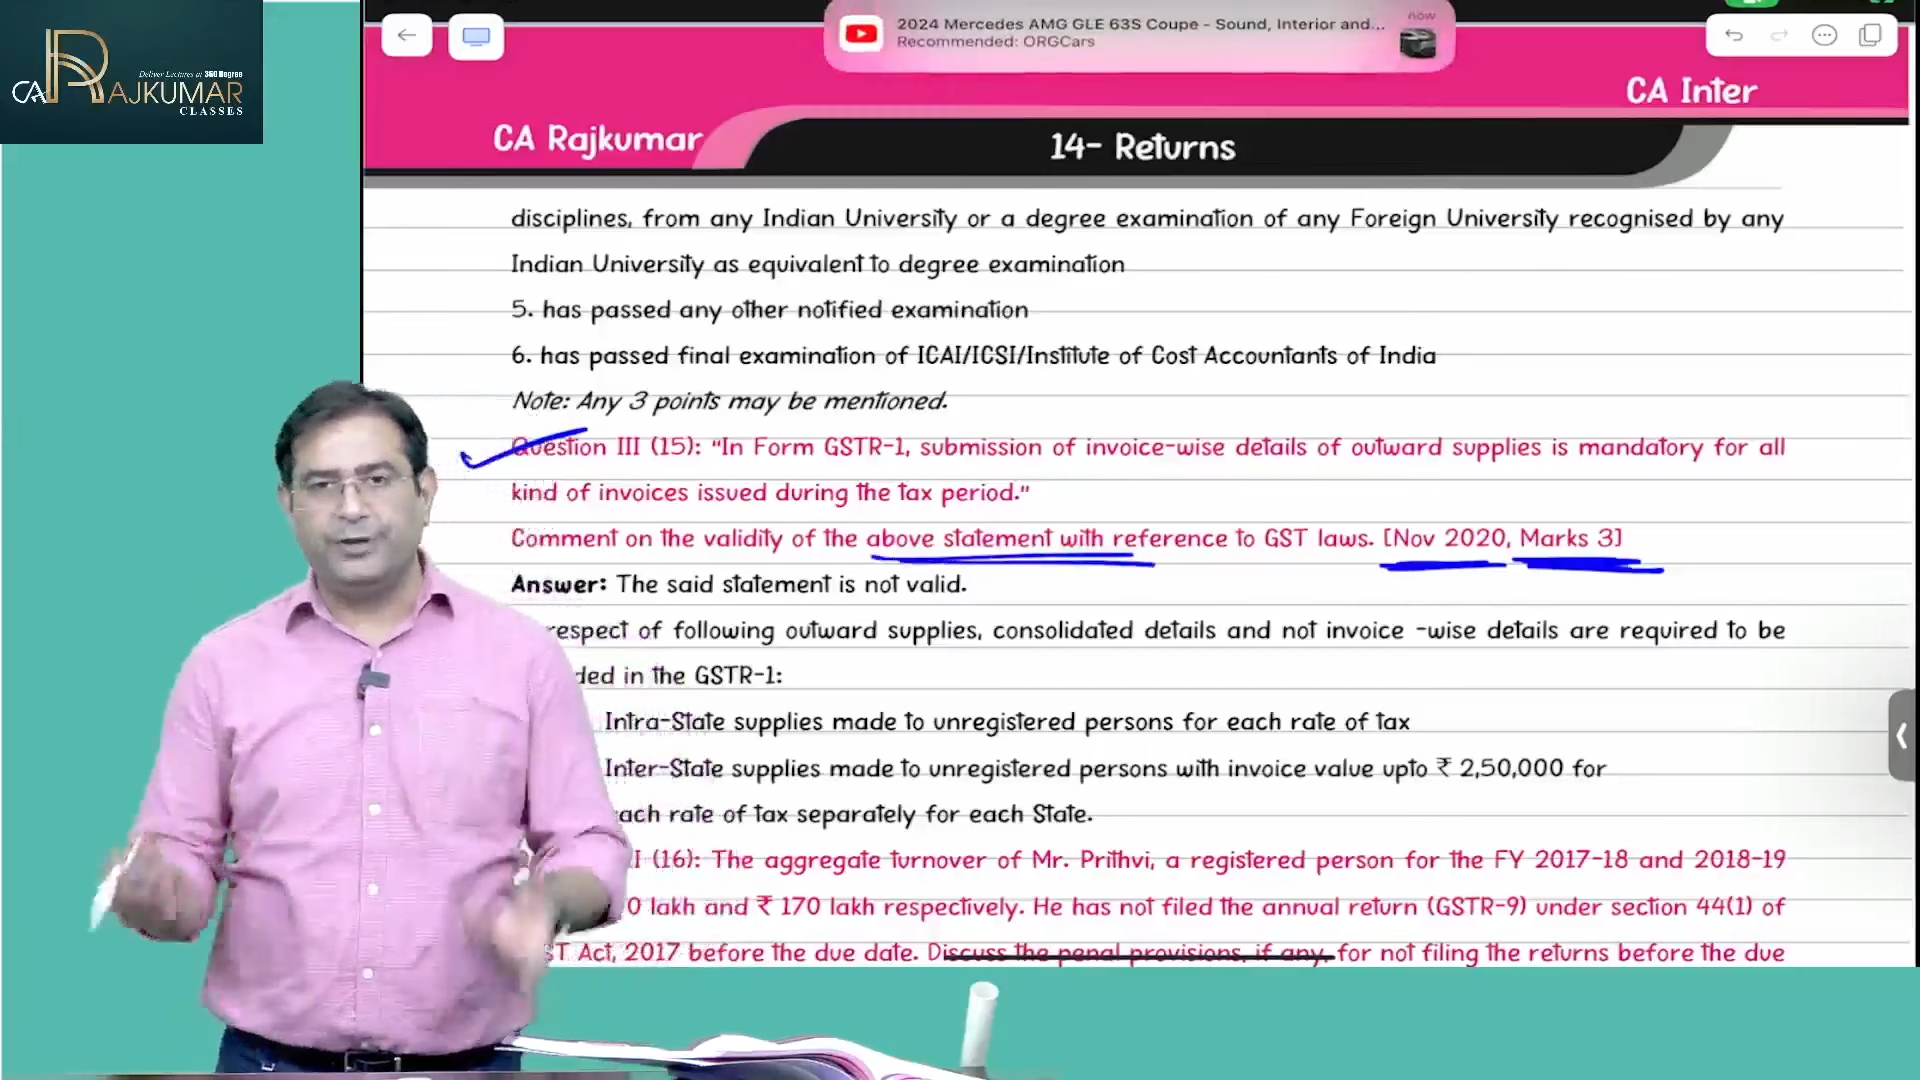 CA RAJKUMAR
Deliver Lectures at 360 Degree
CLASSES
2024 Mercedes AMG GLE 63S Coupe - Sound, Interior and...
now
Recommended: ORGCars
CA Inter
CA Rajkumar
14- Returns
disciplines, from any Indian University or a degree examination of any Foreign University recognised by any
Indian University as equivalent to degree examination
5. has passed any other notified examination
6. has passed final examination of ICAI/ICSI/Institute of Cost Accountants of India
Note: Any 3 points may be mentioned.
Question III (15): "In Form GSTR-1, submission of invoice-wise details of outward supplies is mandatory for all
kind of invoices issued during the tax period."
Comment on the validity of the above statement with reference to GST laws. [Nov 2020, Marks 3]
Answer: The said statement is not valid.
respect of following outward supplies, consolidated details and not invoice -wise details are required to be
ded in the GSTR-1:
Intra-State supplies made to unregistered persons for each rate of tax
Inter-State supplies made to unregistered persons with invoice value upto ₹ 2,50,000 for
ach rate of tax separately for each State.
I (16): The aggregate turnover of Mr. Prithvi, a registered person for the FY 2017-18 and 2018-19
0 lakh and ₹ 170 lakh respectively. He has not filed the annual return (GSTR-9) under section 44(1) of
ST Act, 2017 before the due date. Discuss the penal provisions, if any, for not filing the returns before the due